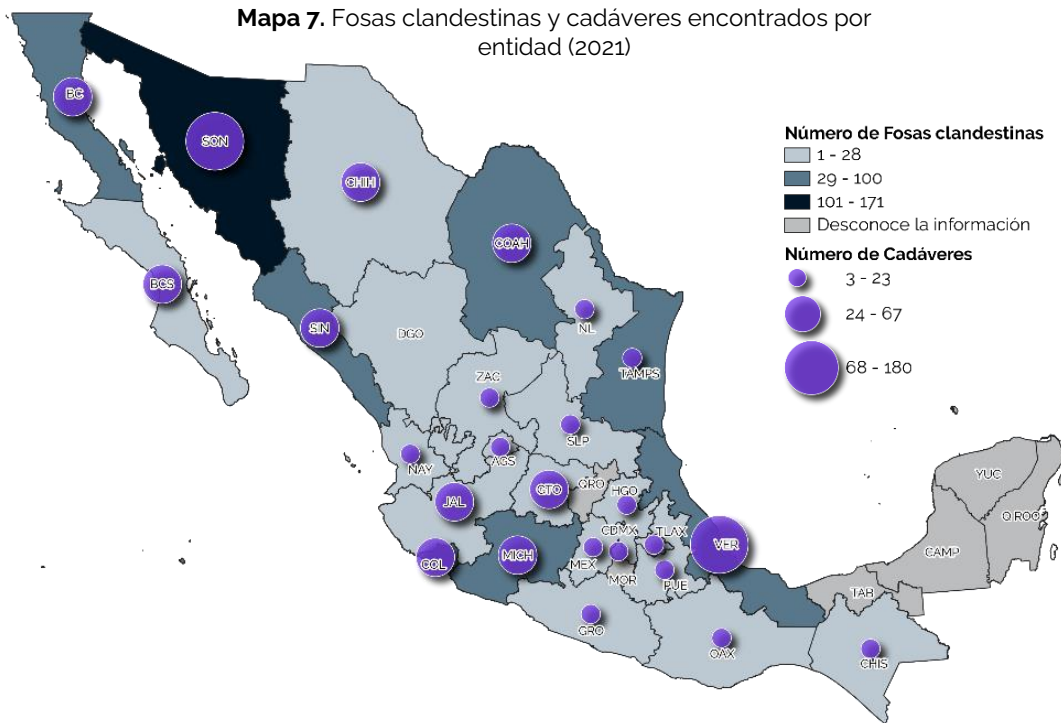 Mapa 7. Fosas clandestinas y cadáveres encontrados por
entidad (2021)
Número de Fosas clandestinas
1 - 28
29 - 100
101 - 171
Desconoce la información
Número de Cadáveres
3 - 23
24 - 67
68 - 180
BC
SON
CHIH
COAH
BCS
SIN
NL
DGO
TAMPS
ZAC
SLP
NAY
AGS
JAL
GTO
QRO
HGO
YUC
Q.ROO
CAMP
TAB
CDMX
TLAX
VER
COL
MICH
MEX
MOR
PUE
GRO
OAX
CHIS